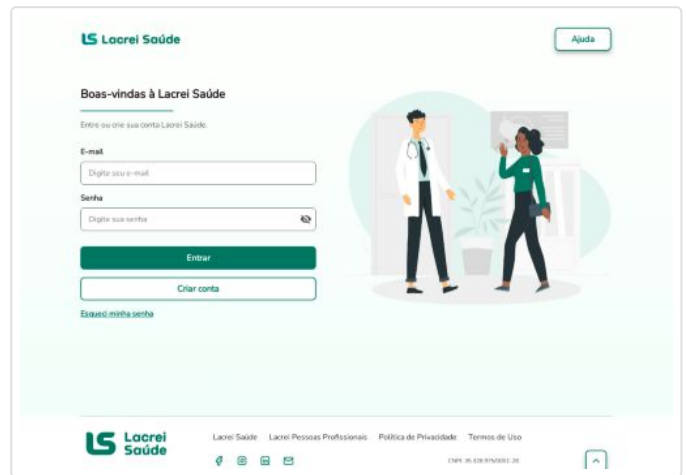 Lacrei Saúde
Ajuda
Boas-vindas à Lacrei Saúde
Entre ou crie sua conta Lacrei Saúde.
E-mail
Digite seu e-mail
Senha
Digite sua senha
Entrar
Criar conta
Esqueci minha senha
Lacrei
Saúde
Lacrei Saúde Lacrei Pessoas Profissionais Política de Privacidade Termos de Uso
CNPJ: